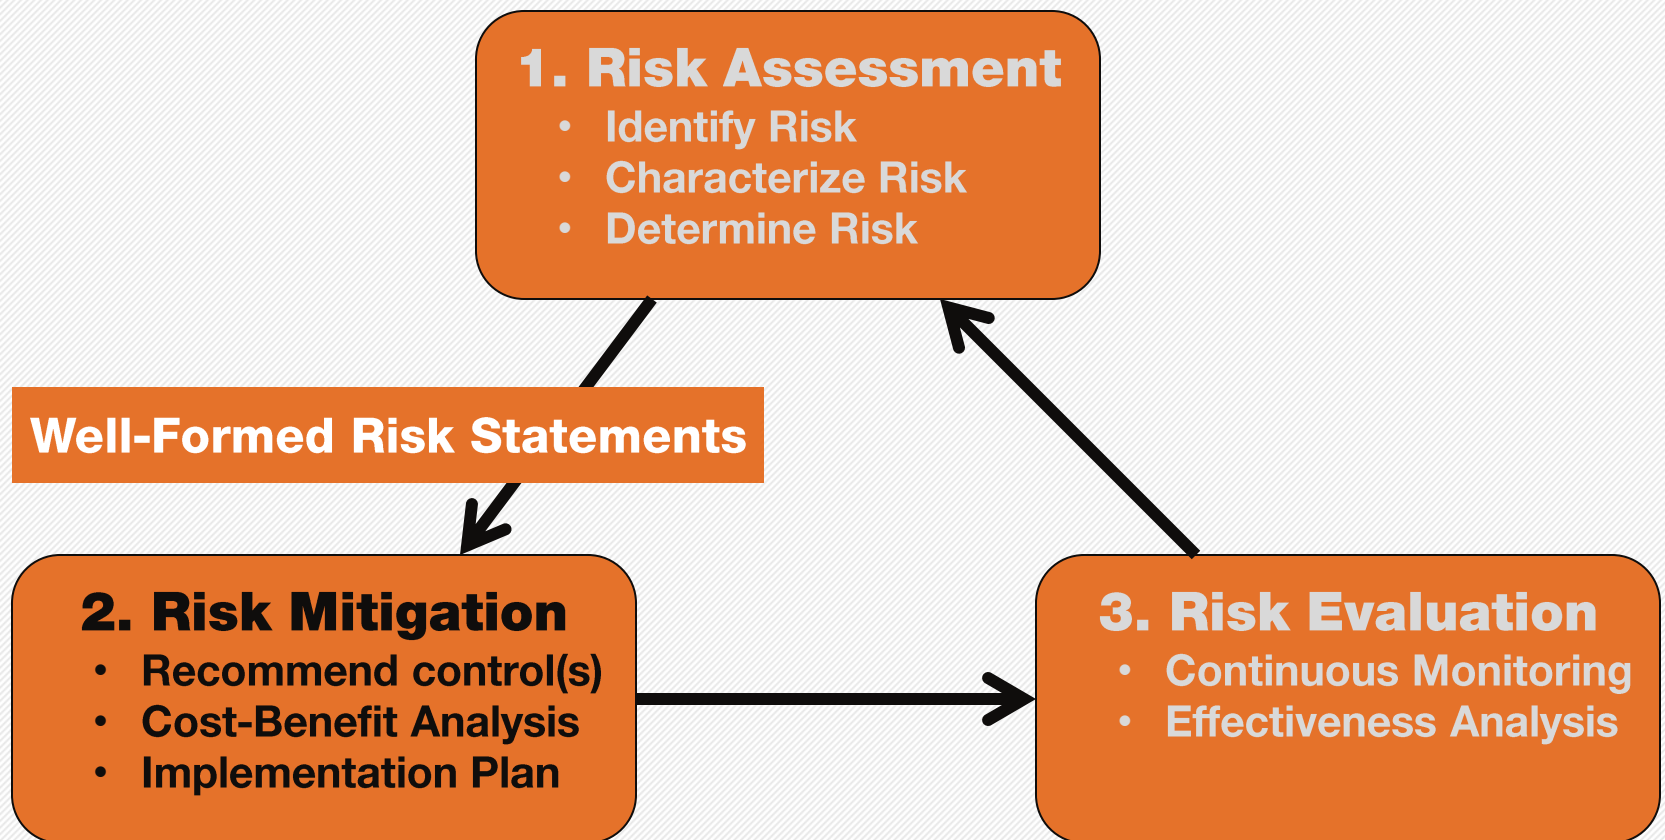 1. Risk Assessment
• Identify Risk
• Characterize Risk
• Determine Risk
Well-Formed Risk Statements
2. Risk Mitigation
• Recommend control(s)
• Cost-Benefit Analysis
• Implementation Plan
3. Risk Evaluation
• Continuous Monitoring
• Effectiveness Analysis